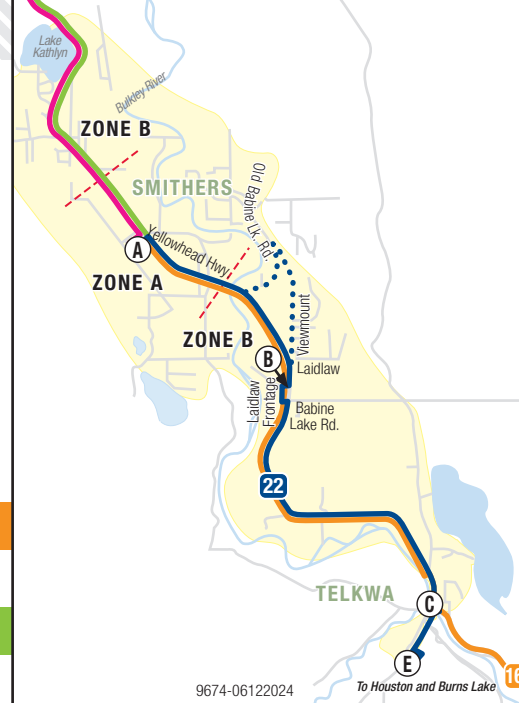 Lake
Kathlyn
Bulkley River
ZONE B
SMITHERS
Old Babine Lk. Rd.
A
Yellowhead Hwy
ZONE A
ZONE B
Viewmount
B
Laidlaw
Laidlaw
Frontage
Babine
Lake Rd.
22
TELKWA
C
E
16
To Houston and Burns Lake
9674-06122024